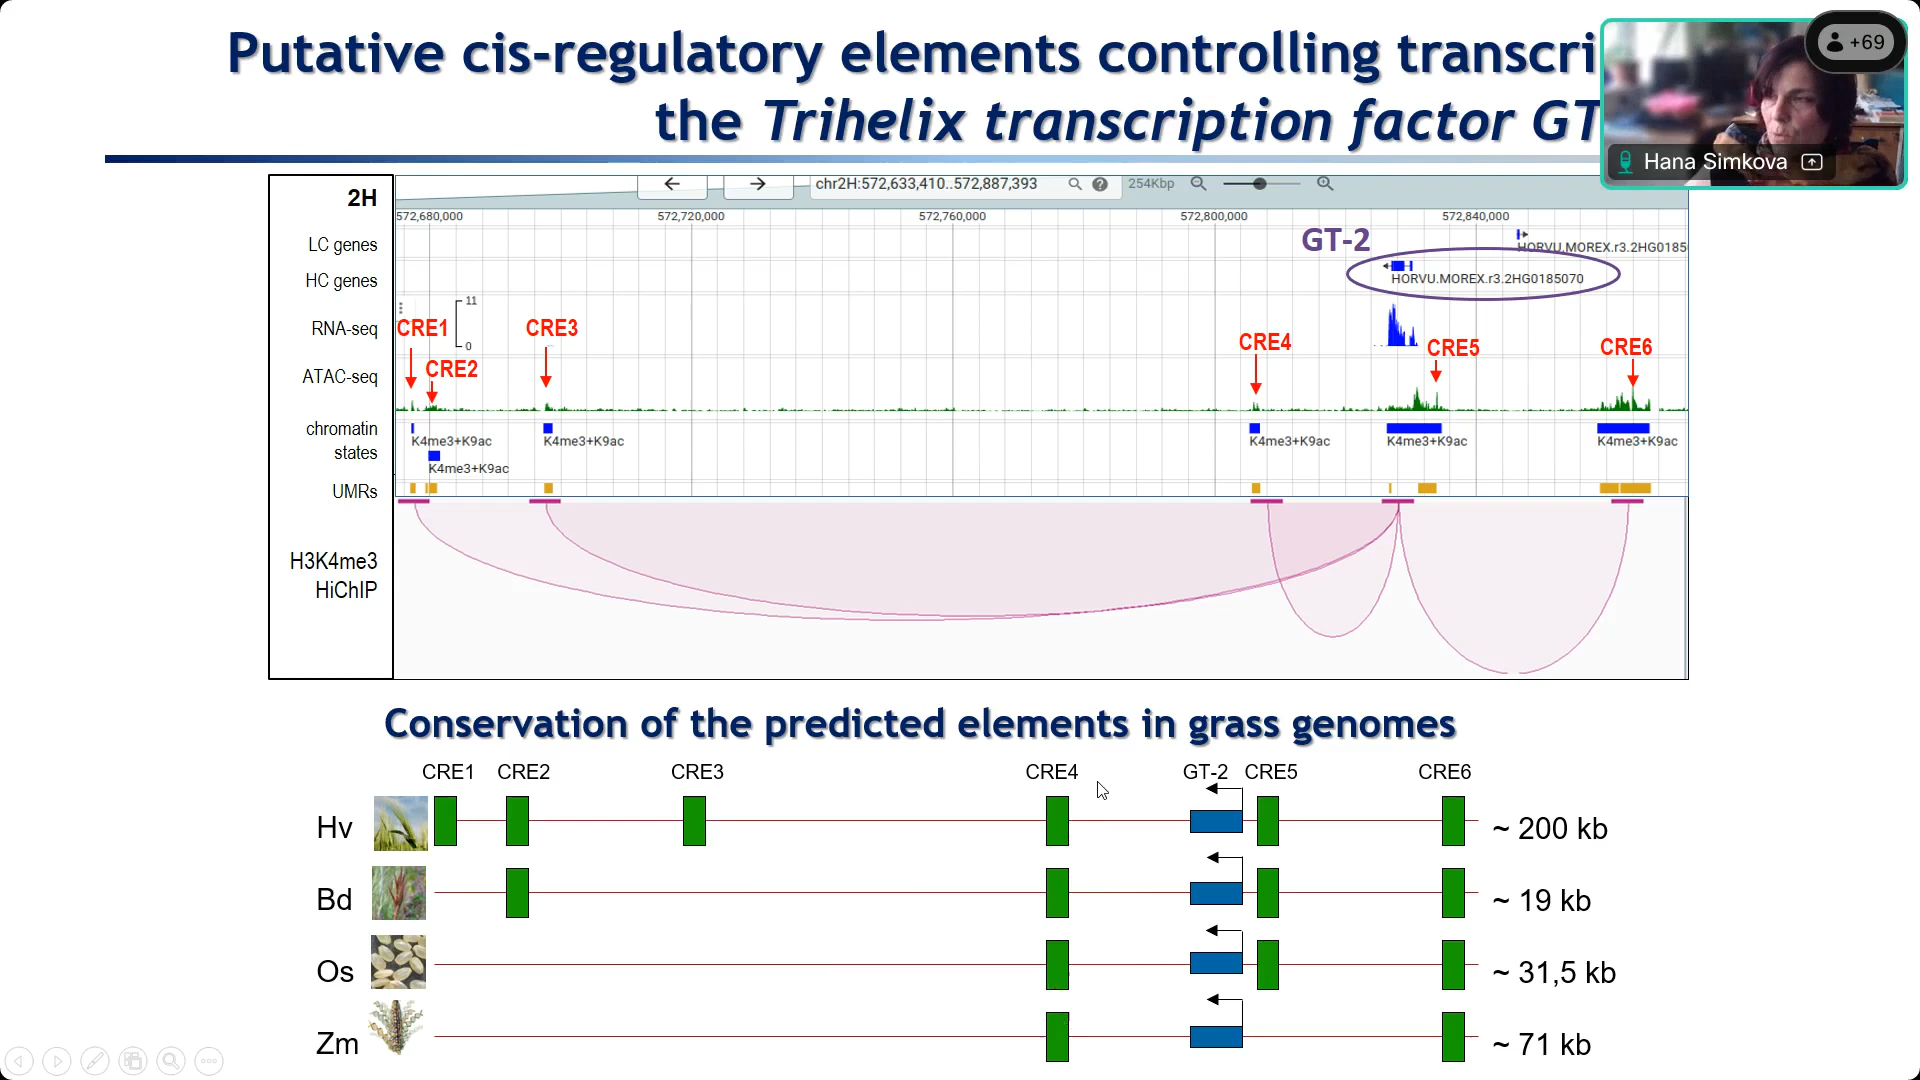 Putative cis-regulatory elements controlling transcri
the Trihelix transcription factor GT
+69
Hana Simkova
2H
chr2H:572,633,410..572,887,393
254Kbp
572,680,000
572,720,000
572,760,000
572,800,000
572,840,000
LC genes
GT-2
HORVU.MOREX.r3.2HG0185
HC genes
HORVU.MOREX.r3.2HG0185070
RNA-seq
11
0
CRE1
CRE3
CRE4
CRE5
CRE6
CRE2
ATAC-seq
chromatin
states
K4me3+K9ac
K4me3+K9ac
K4me3+K9ac
K4me3+K9ac
K4me3+K9ac
K4me3+K9ac
UMRs
H3K4me3
HiChIP
Conservation of the predicted elements in grass genomes
CRE1 CRE2 CRE3 CRE4 GT-2 CRE5 CRE6
Hv ~ 200 kb
Bd ~ 19 kb
Os ~ 31,5 kb
Zm ~ 71 kb